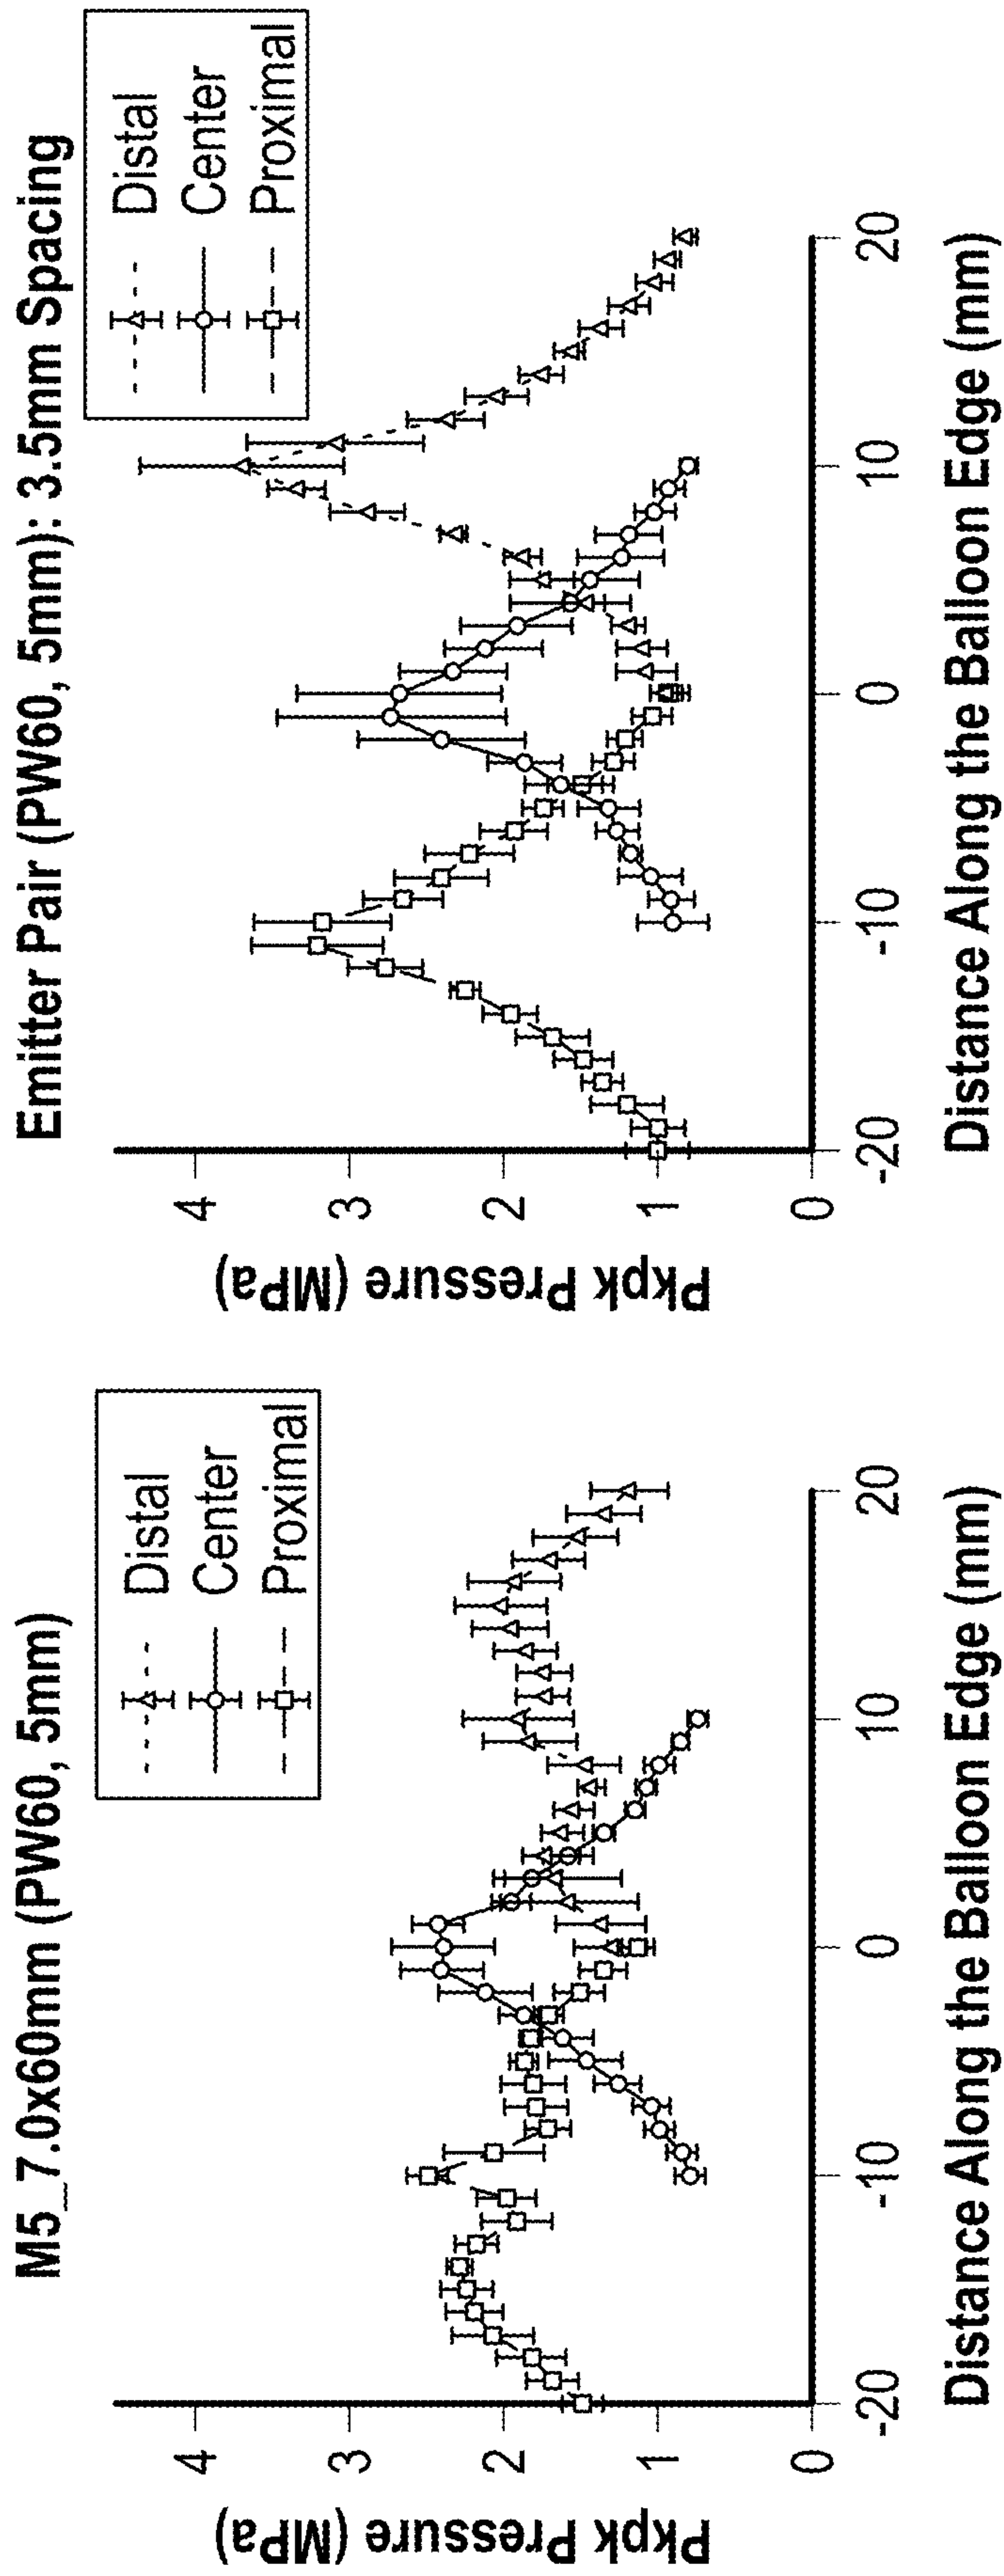 M5_7.0x60mm (PW60, 5mm)
Distal
Center
Proximal
Pkpk Pressure (MPa)
4
3
2
1
0
-20
-10
0
10
20
Distance Along the Balloon Edge (mm)
Emitter Pair (PW60, 5mm): 3.5mm Spacing
Distal
Center
Proximal
Pkpk Pressure (MPa)
4
3
2
1
0
-20
-10
0
10
20
Distance Along the Balloon Edge (mm)